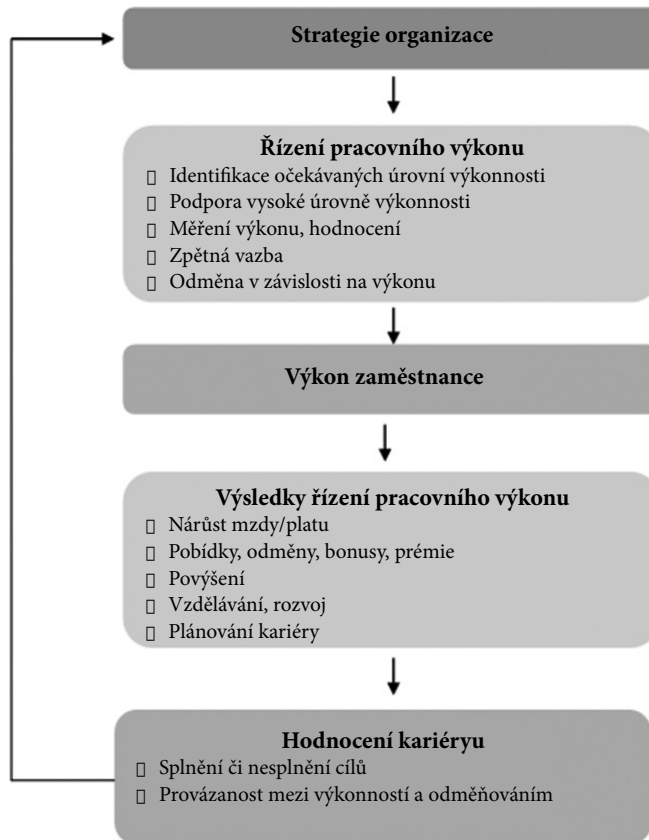 Strategie organizace
Řízení pracovního výkonu
Identifikace očekávaných úrovní výkonnosti
Podpora vysoké úrovně výkonnosti
Měření výkonu, hodnocení
Zpětná vazba
Odměna v závislosti na výkonu
Výkon zaměstnance
Výsledky řízení pracovního výkonu
Nárůst mzdy/platu
Pobídky, odměny, bonusy, prémie
Povýšení
Vzdělávání, rozvoj
Plánování kariéry
Hodnocení kariéryu
Splnění či nesplnění cílů
Provázanost mezi výkonností a odměňováním